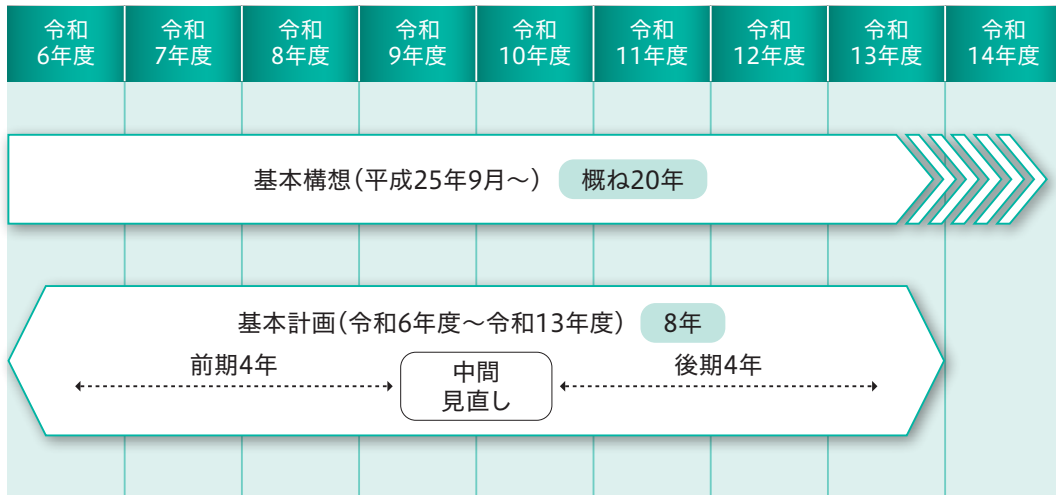 令和
6年度
令和
7年度
令和
8年度
令和
9年度
令和
10年度
令和
11年度
令和
12年度
令和
13年度
令和
14年度
基本構想(平成25年9月~) 概ね20年
基本計画(令和6年度~令和13年度) 8年
前期4年
中間
見直し
後期4年